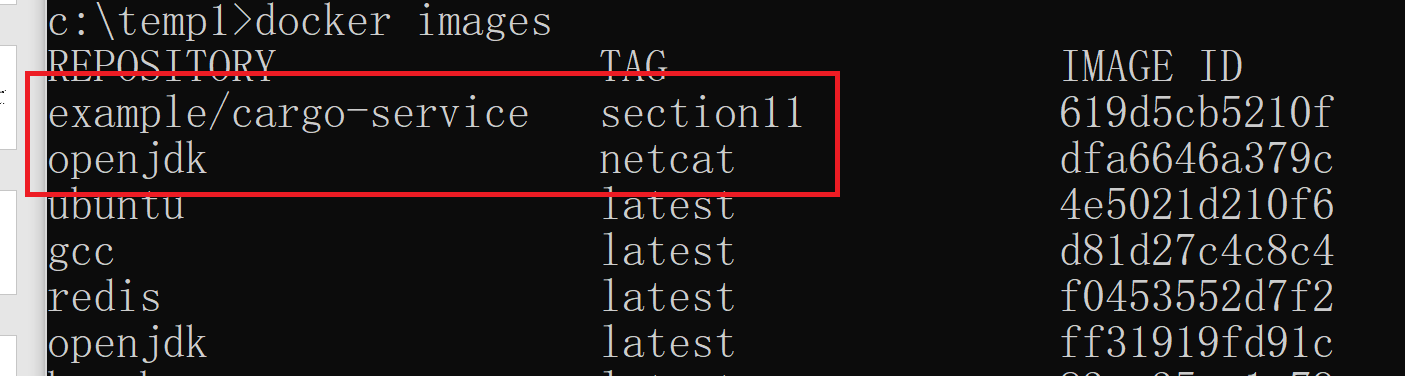 c:\temp1>docker images
REPOSITORY TAG IMAGE ID
example/cargo-service section11 619d5cb5210f
openjdk netcat dfa6646a379c
ubuntu latest 4e5021d210f6
gcc latest d81d27c4c8c4
redis latest f0453552d7f2
openjdk latest ff31919fd91c